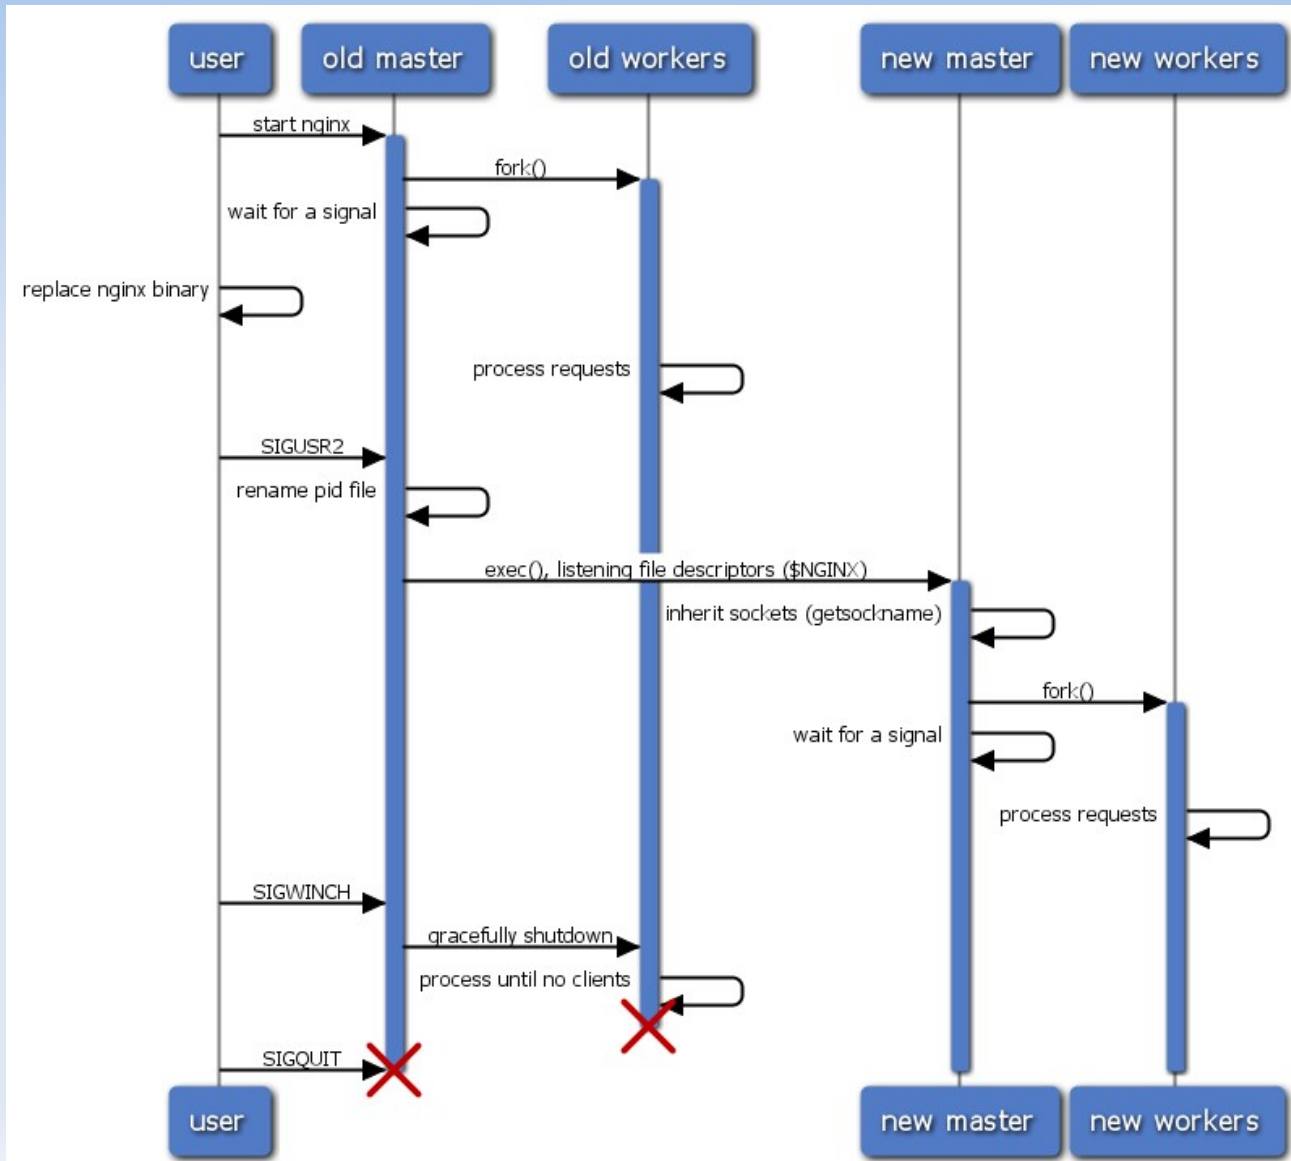 user
old master
old workers
new master
new workers
start nginx
fork()
wait for a signal
replace nginx binary
process requests
SIGUSR2
rename pid file
exec(), listening file descriptors ($NGINX)
inherit sockets (getsockname)
fork()
wait for a signal
process requests
SIGWINCH
gracefully shutdown
process until no clients
SIGQUIT
user
new master
new workers